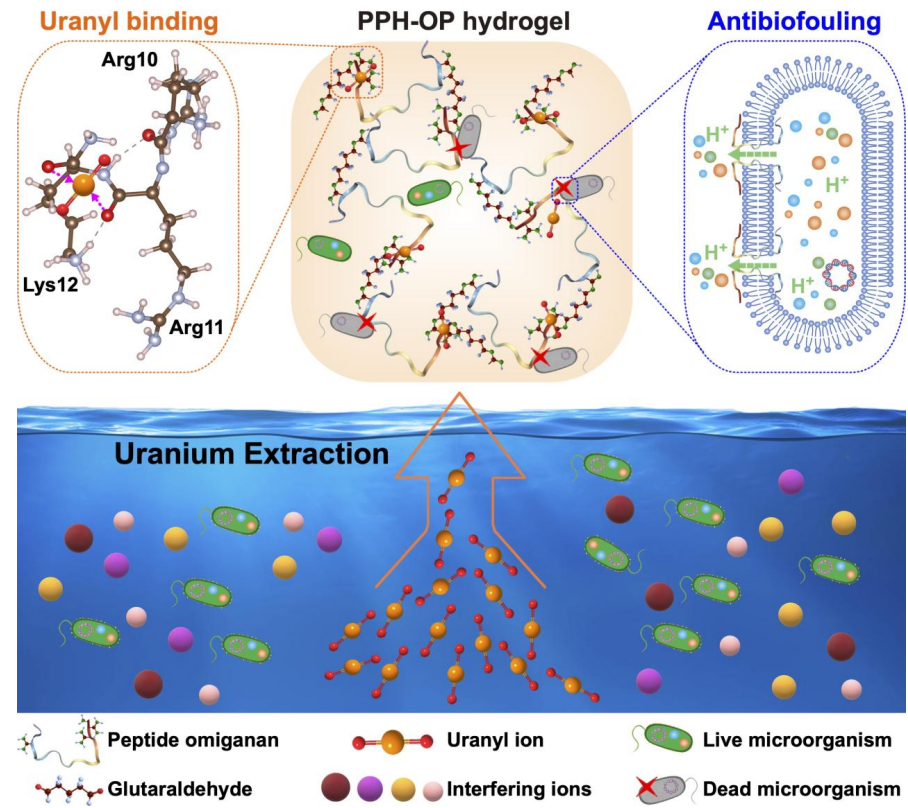 Uranyl binding
PPH-OP hydrogel
Antibiofouling
Arg10
Lys12
Arg11
H+
H+
H+
H+
Uranium Extraction
Peptide omiganan
Uranyl ion
Live microorganism
Glutaraldehyde
Interfering ions
Dead microorganism